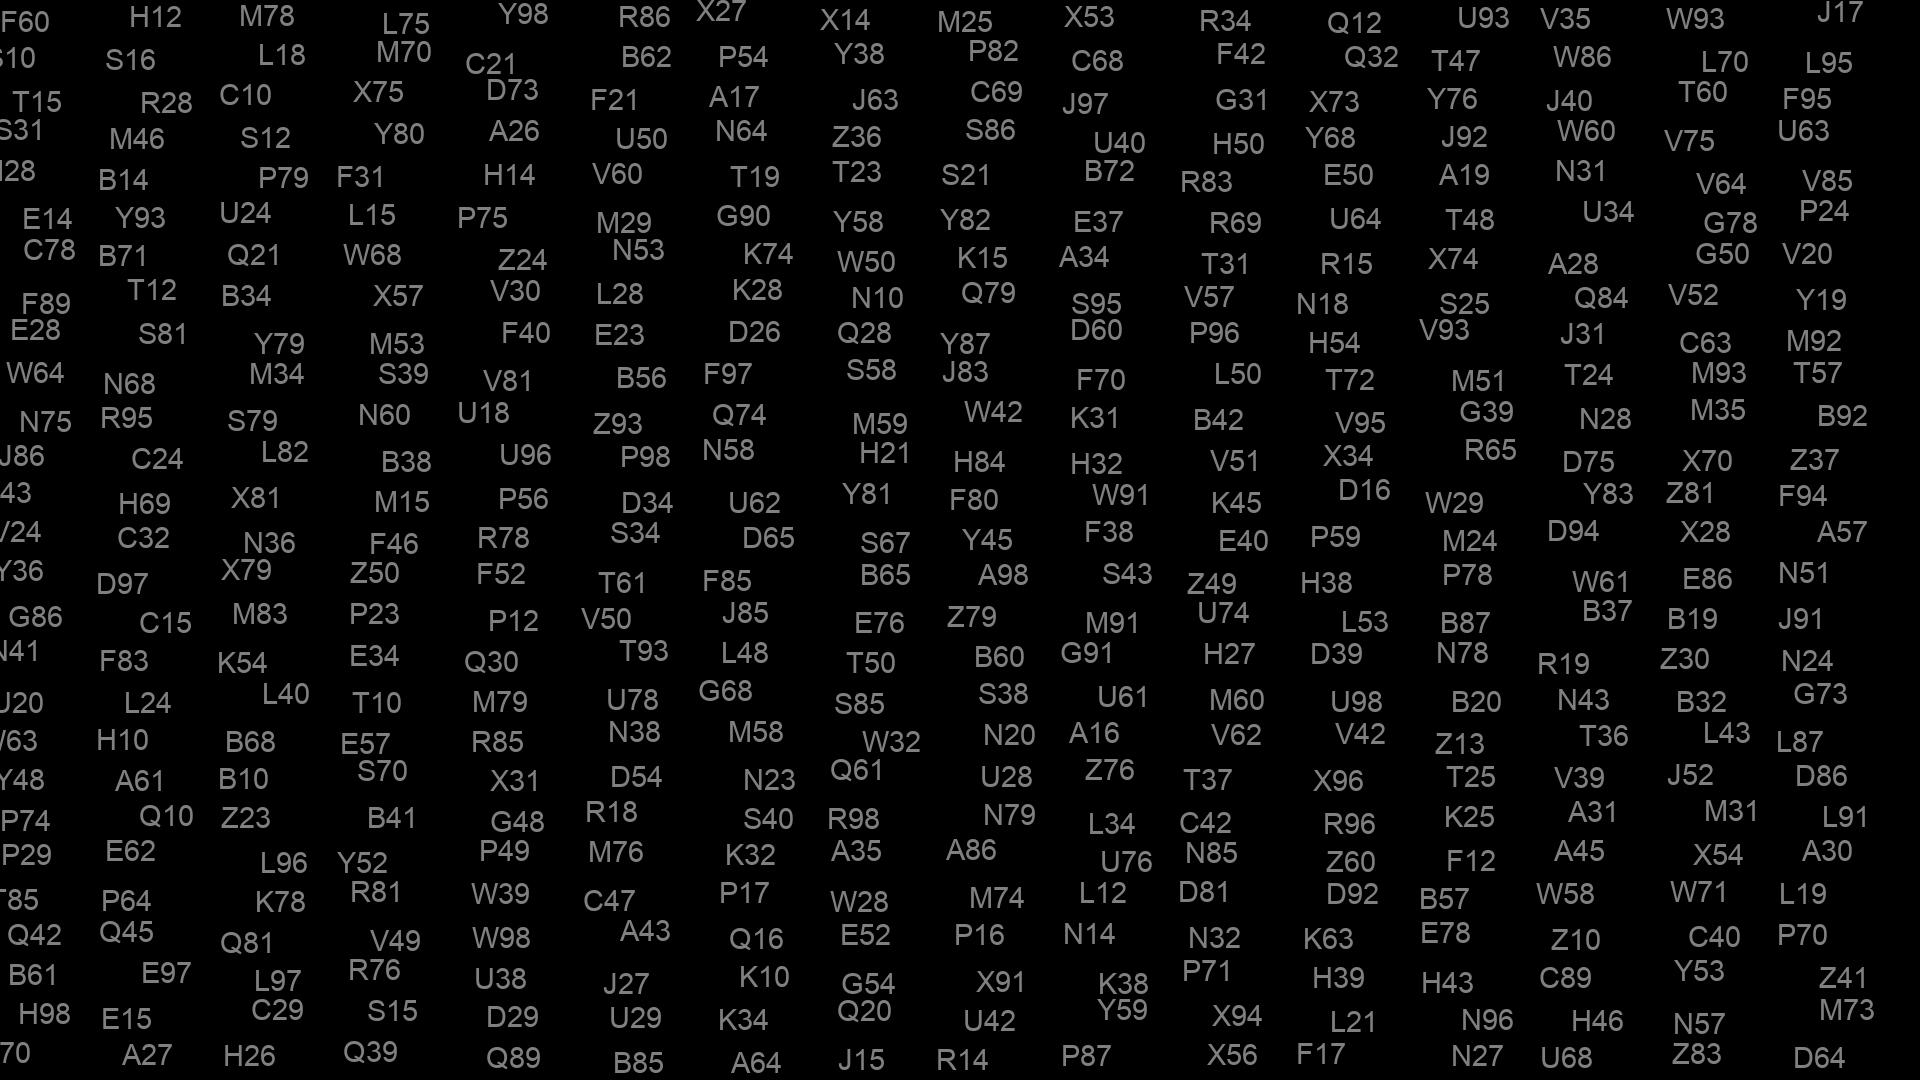 F60 H12 M78 L75 Y98 R86 X27 X14 M25 X53 R34 Q12 U93 V35 W93 J17
S10 S16 L18 M70 C21 B62 P54 Y38 P82 C68 F42 Q32 T47 W86 L70 L95
T15 R28 C10 X75 D73 F21 A17 J63 C69 J97 G31 X73 Y76 J40 T60 F95
S31 M46 S12 Y80 A26 U50 N64 Z36 S86 U40 H50 Y68 J92 W60 V75 U63
B14 P79 F31 H14 V60 T19 T23 S21 B72 R83 E50 A19 N31 V64 V85
E14 Y93 U24 L15 P75 M29 G90 Y58 Y82 E37 R69 U64 T48 U34 G78 P24
C78 B71 Q21 W68 Z24 N53 K74 W50 K15 A34 T31 R15 X74 A28 G50 V20
F89 T12 B34 X57 V30 L28 K28 N10 Q79 S95 V57 N18 S25 Q84 V52 Y19
E28 S81 Y79 M53 F40 E23 D26 Q28 Y87 D60 P96 H54 V93 J31 C63 M92
W64 N68 M34 S39 V81 B56 F97 S58 J83 F70 L50 T72 M51 T24 M93 T57
N75 R95 S79 N60 U18 Z93 Q74 M59 W42 K31 B42 V95 G39 N28 M35 B92
J86 C24 L82 B38 U96 P98 N58 H21 H84 H32 V51 X34 R65 D75 X70 Z37
43 H69 X81 M15 P56 D34 U62 Y81 F80 W91 K45 D16 W29 Y83 Z81 F94
V24 C32 N36 F46 R78 S34 D65 S67 Y45 F38 E40 P59 M24 D94 X28 A57
Y36 D97 X79 Z50 F52 T61 F85 B65 A98 S43 Z49 H38 P78 W61 E86 N51
G86 C15 M83 P23 P12 V50 J85 E76 Z79 M91 U74 L53 B87 B37 B19 J91
N41 F83 K54 E34 Q30 T93 L48 T50 B60 G91 H27 D39 N78 R19 Z30 N24
U20 L24 L40 T10 M79 U78 G68 S85 S38 U61 M60 U98 B20 N43 B32 G73
63 H10 B68 E57 R85 N38 M58 W32 N20 A16 V62 V42 Z13 T36 L43 L87
Y48 A61 B10 S70 X31 D54 N23 Q61 U28 Z76 T37 X96 T25 V39 J52 D86
P74 Q10 Z23 B41 G48 R18 S40 R98 N79 L34 C42 R96 K25 A31 M31 L91
P29 E62 L96 Y52 P49 M76 K32 A35 A86 U76 N85 Z60 F12 A45 X54 A30
T85 P64 K78 R81 W39 C47 P17 W28 M74 L12 D81 D92 B57 W58 W71 L19
Q42 Q45 Q81 V49 W98 A43 Q16 E52 P16 N14 N32 K63 E78 Z10 C40 P70
B61 E97 L97 R76 U38 J27 K10 G54 X91 K38 P71 H39 H43 C89 Y53 Z41
H98 E15 C29 S15 D29 U29 K34 Q20 U42 Y59 X94 L21 N96 H46 N57 M73
70 A27 H26 Q39 Q89 B85 A64 J15 R14 P87 X56 F17 N27 U68 Z83 D64